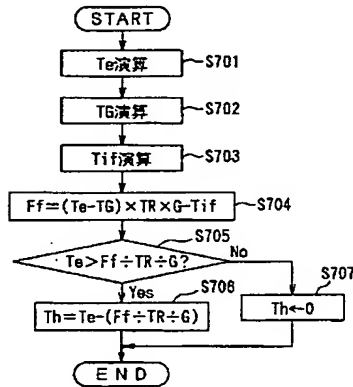 START
Te演算
S701
TG演算
S702
Tif演算
S703
Ff=(Te-TG)×TR×G-Tif
S704
S705
Te>Ff÷TR÷G?
No
Yes
S706
S707
Th=Te-(Ff÷TR÷G)
Th←0
END